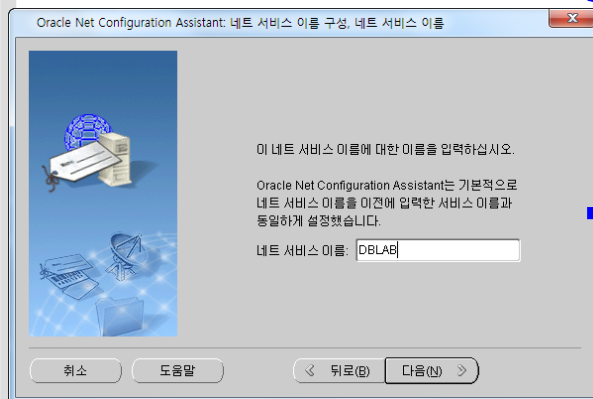 Oracle Net Configuration Assistant: 네트 서비스 이름 구성, 네트 서비스 이름
이 네트 서비스 이름에 대한 이름을 입력하십시오.
Oracle Net Configuration Assistant는 기본적으로
네트 서비스 이름을 이전에 입력한 서비스 이름과
동일하게 설정했습니다.
네트 서비스 이름: DBLAB
취소 도움말 뒤로(B) 다음(N)